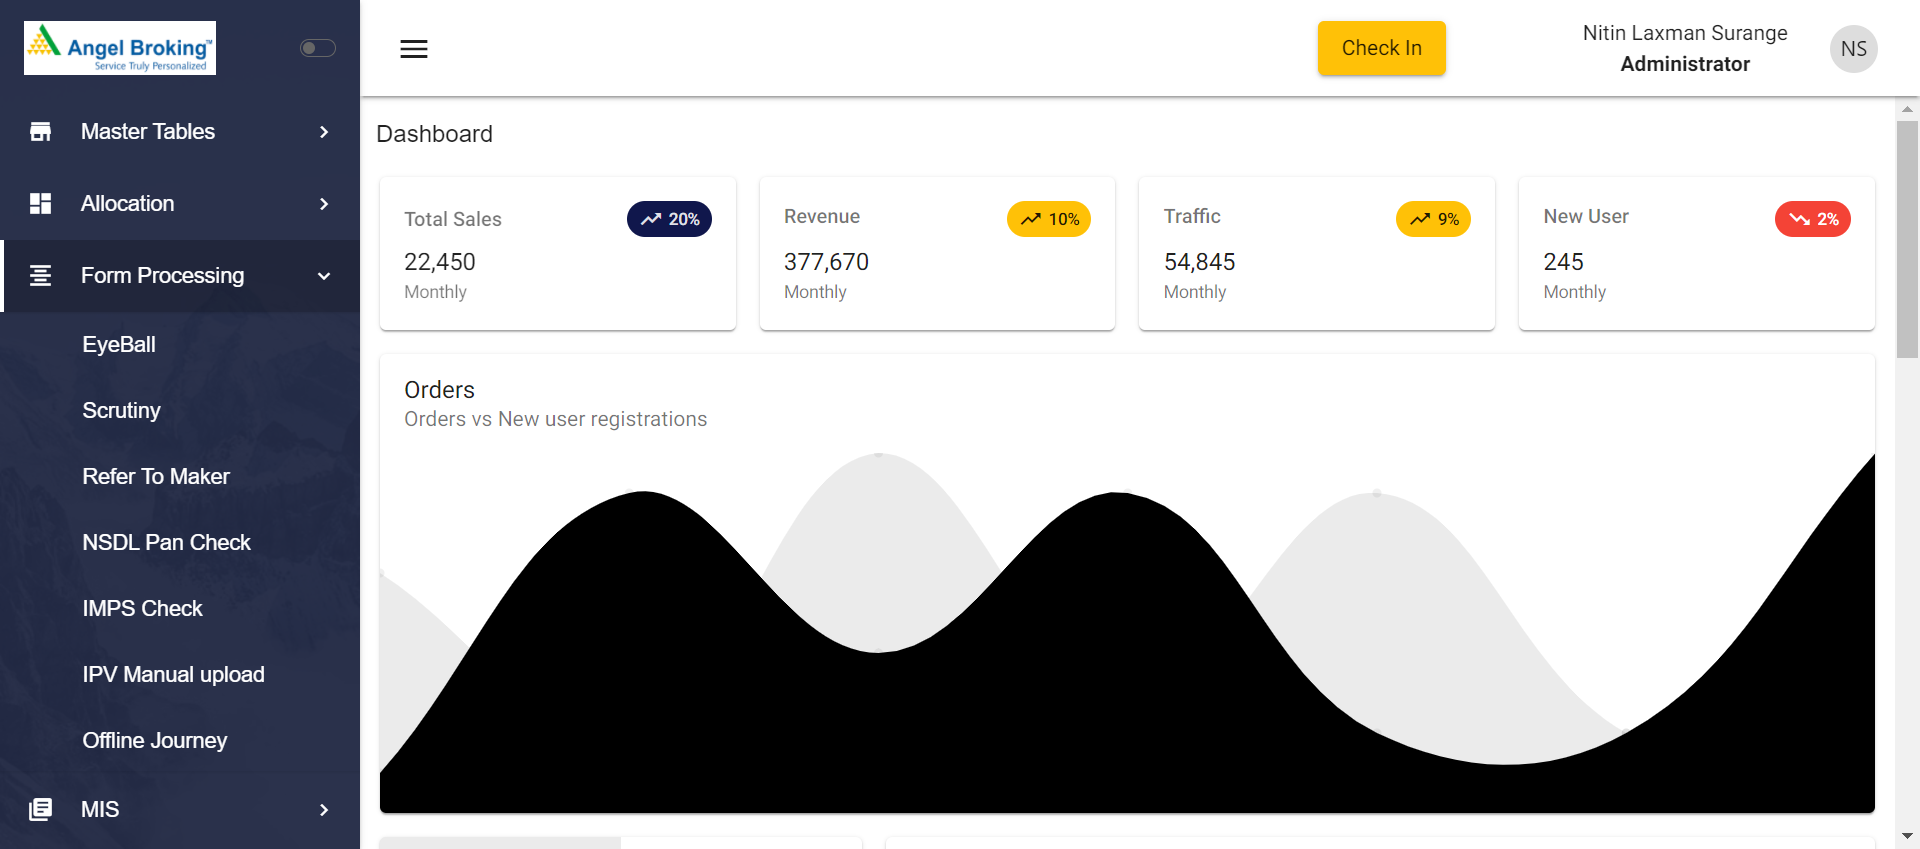 Angel Broking™
Service Truly Personalized
Master Tables
Allocation
Form Processing
EyeBall
Scrutiny
Refer To Maker
NSDL Pan Check
IMPS Check
IPV Manual upload
Offline Journey
MIS
Check In
Nitin Laxman Surange
Administrator
NS
Dashboard
Total Sales
20%
22,450
Monthly
Revenue
10%
377,670
Monthly
Traffic
9%
54,845
Monthly
New User
2%
245
Monthly
Orders
Orders vs New user registrations